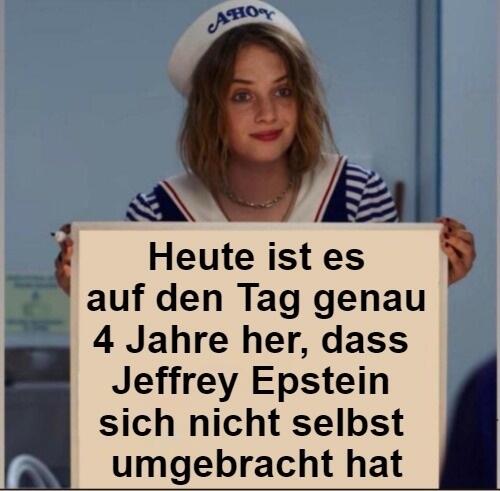 AHOY
Heute ist es
auf den Tag genau
4 Jahre her, dass
Jeffrey Epstein
sich nicht selbst
umgebracht hat